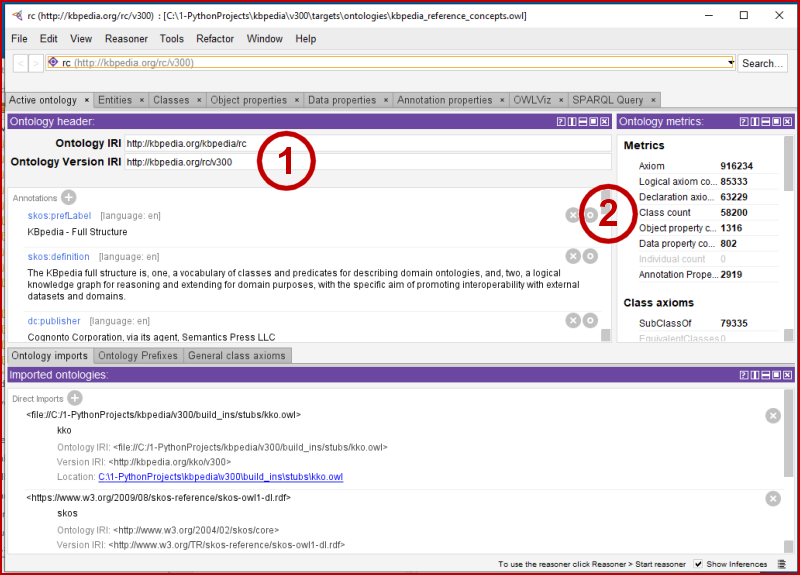 rc (http://kbpedia.org/rc/v300) : [C:\1-PythonProjects\kbpedia\v300\targets\ontologies\kbpedia_reference_concepts.owl]
File Edit View Reasoner Tools Refactor Window Help
< > rc (http://kbpedia.org/rc/v300) Search...
Active ontology × Entities × Classes × Object properties × Data properties × Annotation properties × OWLViz × SPARQL Query ×
Ontology header:
Ontology IRI http://kbpedia.org/kbpedia/rc
Ontology Version IRI http://kbpedia.org/rc/v300
1
Annotations
skos:prefLabel [language: en]
KBpedia - Full Structure
skos:definition [language: en]
The KBpedia full structure is, one, a vocabulary of classes and predicates for describing domain ontologies, and, two, a logical
knowledge graph for reasoning and extending for domain purposes, with the specific aim of promoting interoperability with external
datasets and domains.
dc:publisher [language: en]
Cognonto Corporation, via its agent, Semantics Press LLC
2
Ontology metrics:
Metrics
Axiom 916234
Logical axiom co... 85333
Declaration axio... 63229
Class count 58200
Object property c... 1316
Data property co... 802
Individual count 0
Annotation Prope... 2919
Class axioms
SubClassOf 79335
EquivalentClasses 0
Ontology imports Ontology Prefixes General class axioms
Imported ontologies:
Direct Imports
<file://C:/1-PythonProjects/kbpedia/v300/build_ins/stubs/kko.owl>
kko
Ontology IRI: <file://C:/1-PythonProjects/kbpedia/v300/build_ins/stubs/kko.owl>
Version IRI: <http://kbpedia.org/kko/v300>
Location: C:\1-PythonProjects\kbpedia\v300\build_ins\stubs\kko.owl
<https://www.w3.org/2009/08/skos-reference/skos-owl1-dl.rdf>
skos
Ontology IRI: <http://www.w3.org/2004/02/skos/core>
Version IRI: <http://www.w3.org/TR/skos-reference/skos-owl1-dl.rdf>
To use the reasoner click Reasoner > Start reasoner Show Inferences